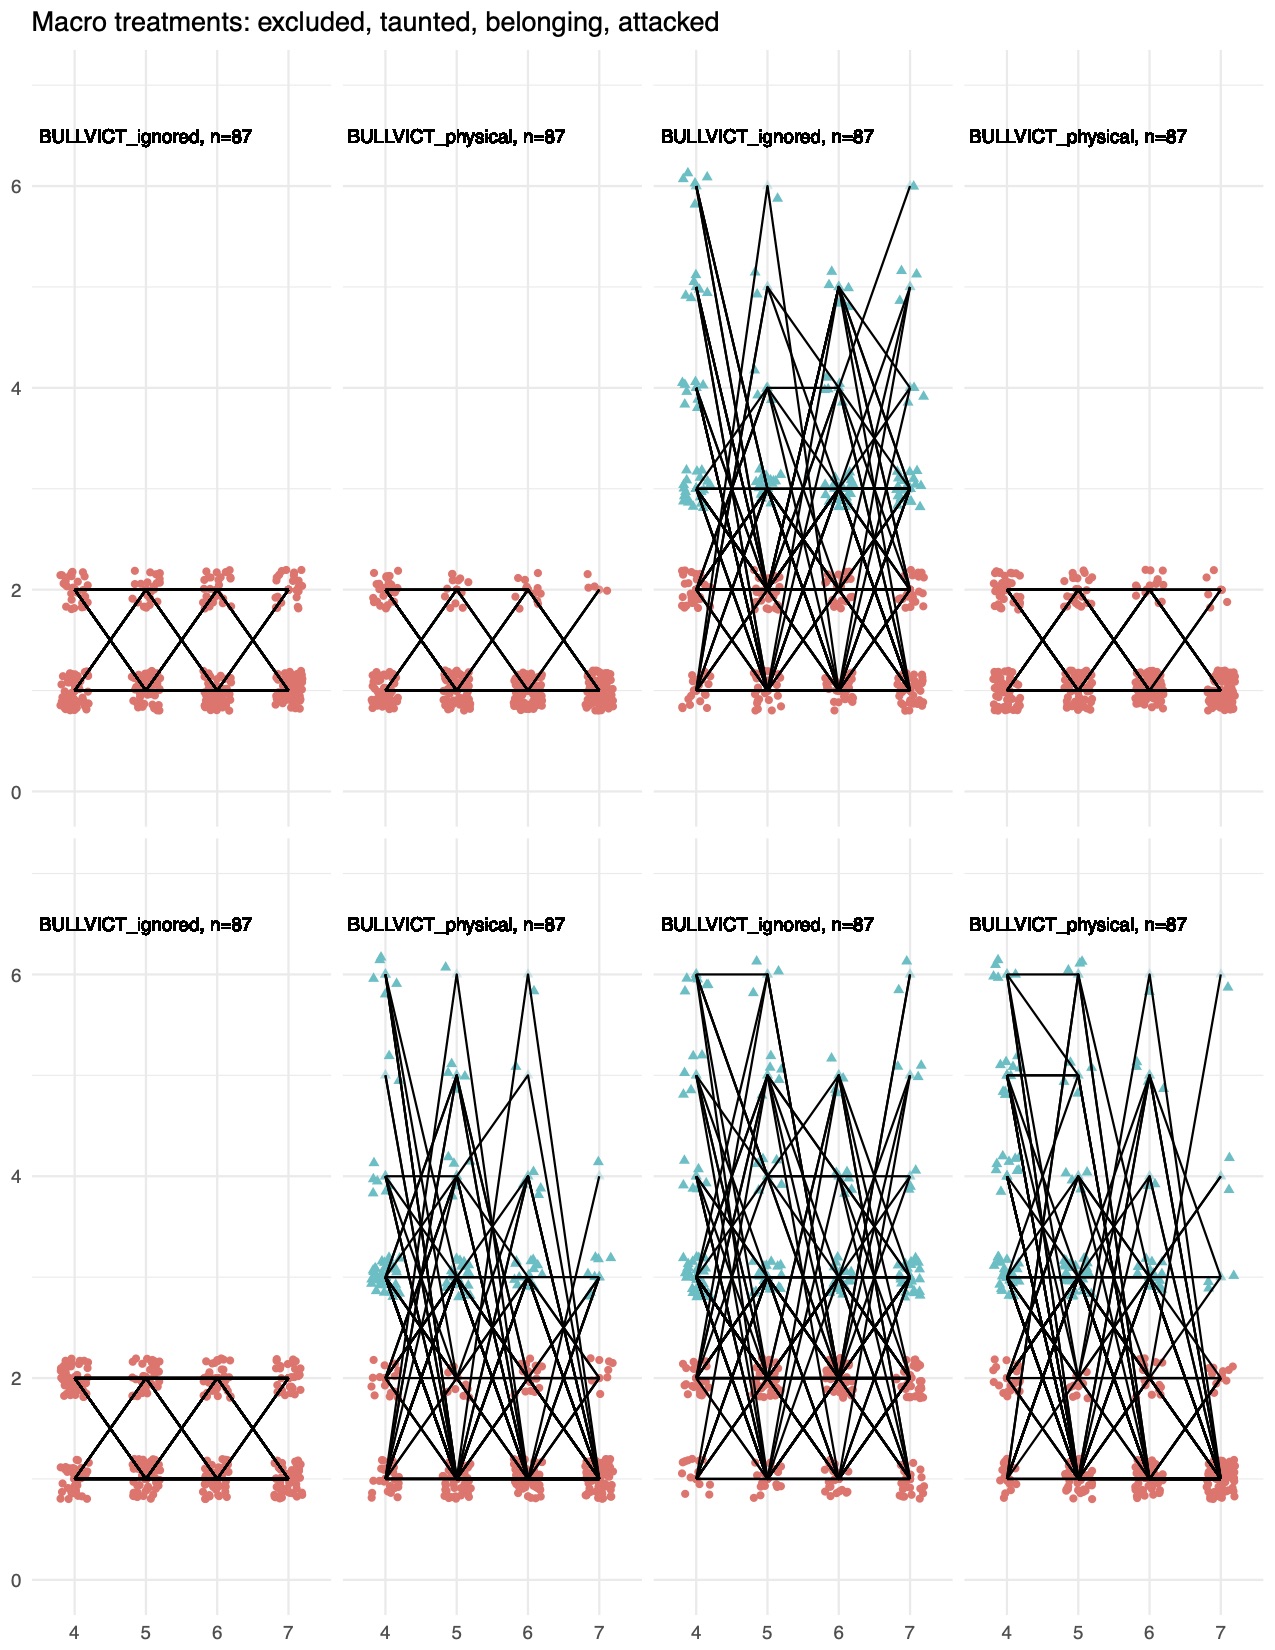 Macro treatments: excluded, taunted, belonging, attacked
BULLVICT_ignored, n=87 BULLVICT_physical, n=87 BULLVICT_ignored, n=87 BULLVICT_physical, n=87
6
4
2
0
BULLVICT_ignored, n=87 BULLVICT_physical, n=87 BULLVICT_ignored, n=87 BULLVICT_physical, n=87
6
4
2
0
4 5 6 7 4 5 6 7 4 5 6 7 4 5 6 7